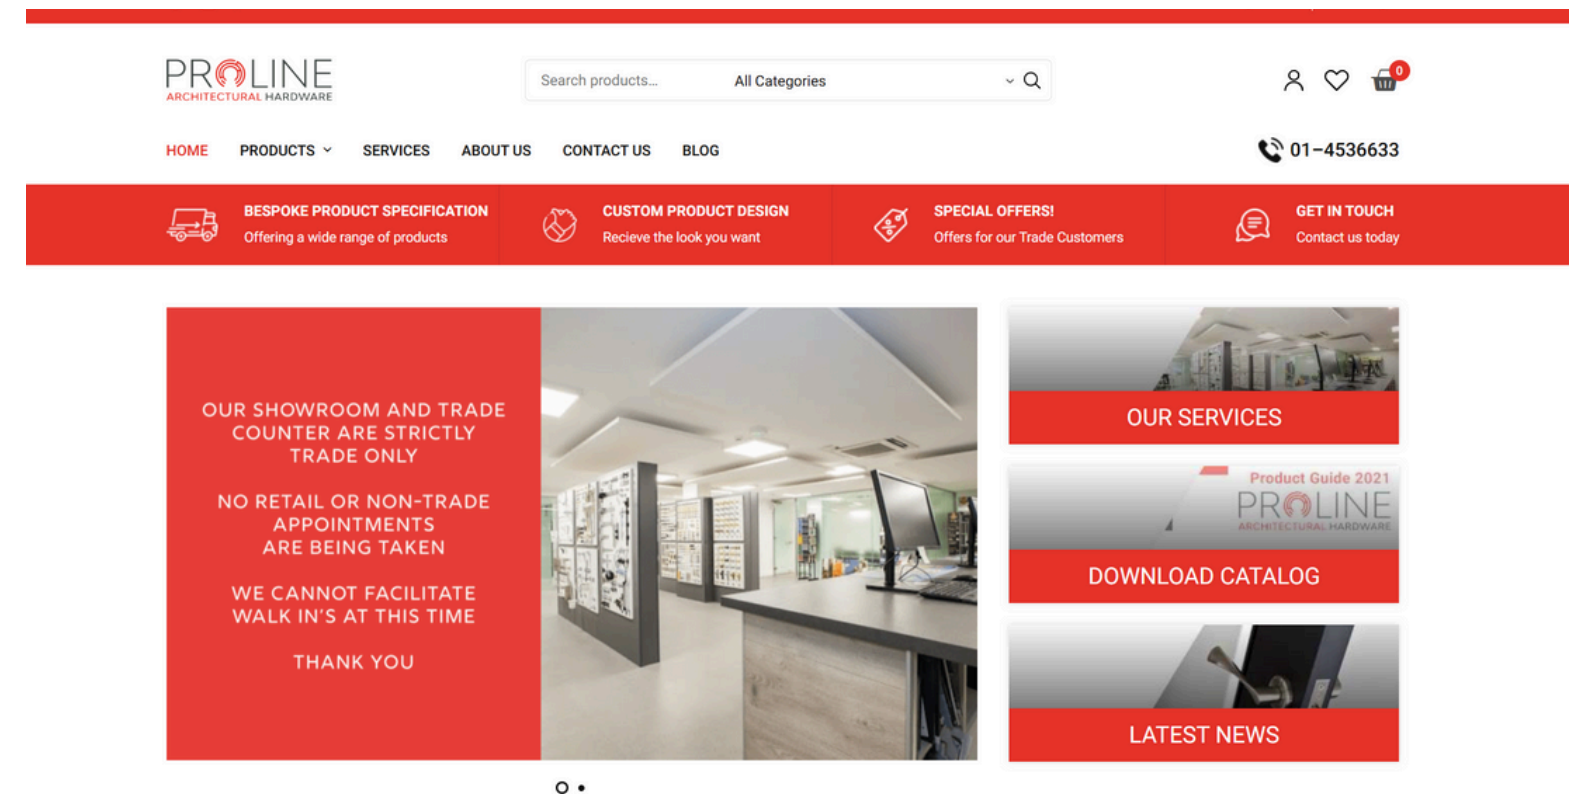 PROLINE
ARCHITECTURAL HARDWARE
Search products...
All Categories
0
HOME
PRODUCTS
SERVICES
ABOUT US
CONTACT US
BLOG
01-4536633
BESPOKE PRODUCT SPECIFICATION
Offering a wide range of products
CUSTOM PRODUCT DESIGN
Recieve the look you want
SPECIAL OFFERS!
Offers for our Trade Customers
GET IN TOUCH
Contact us today
OUR SHOWROOM AND TRADE
COUNTER ARE STRICTLY
TRADE ONLY
NO RETAIL OR NON-TRADE
APPOINTMENTS
ARE BEING TAKEN
WE CANNOT FACILITATE
WALK IN'S AT THIS TIME
THANK YOU
OUR SERVICES
Product Guide 2021
PROLINE
ARCHITECTURAL HARDWARE
DOWNLOAD CATALOG
LATEST NEWS